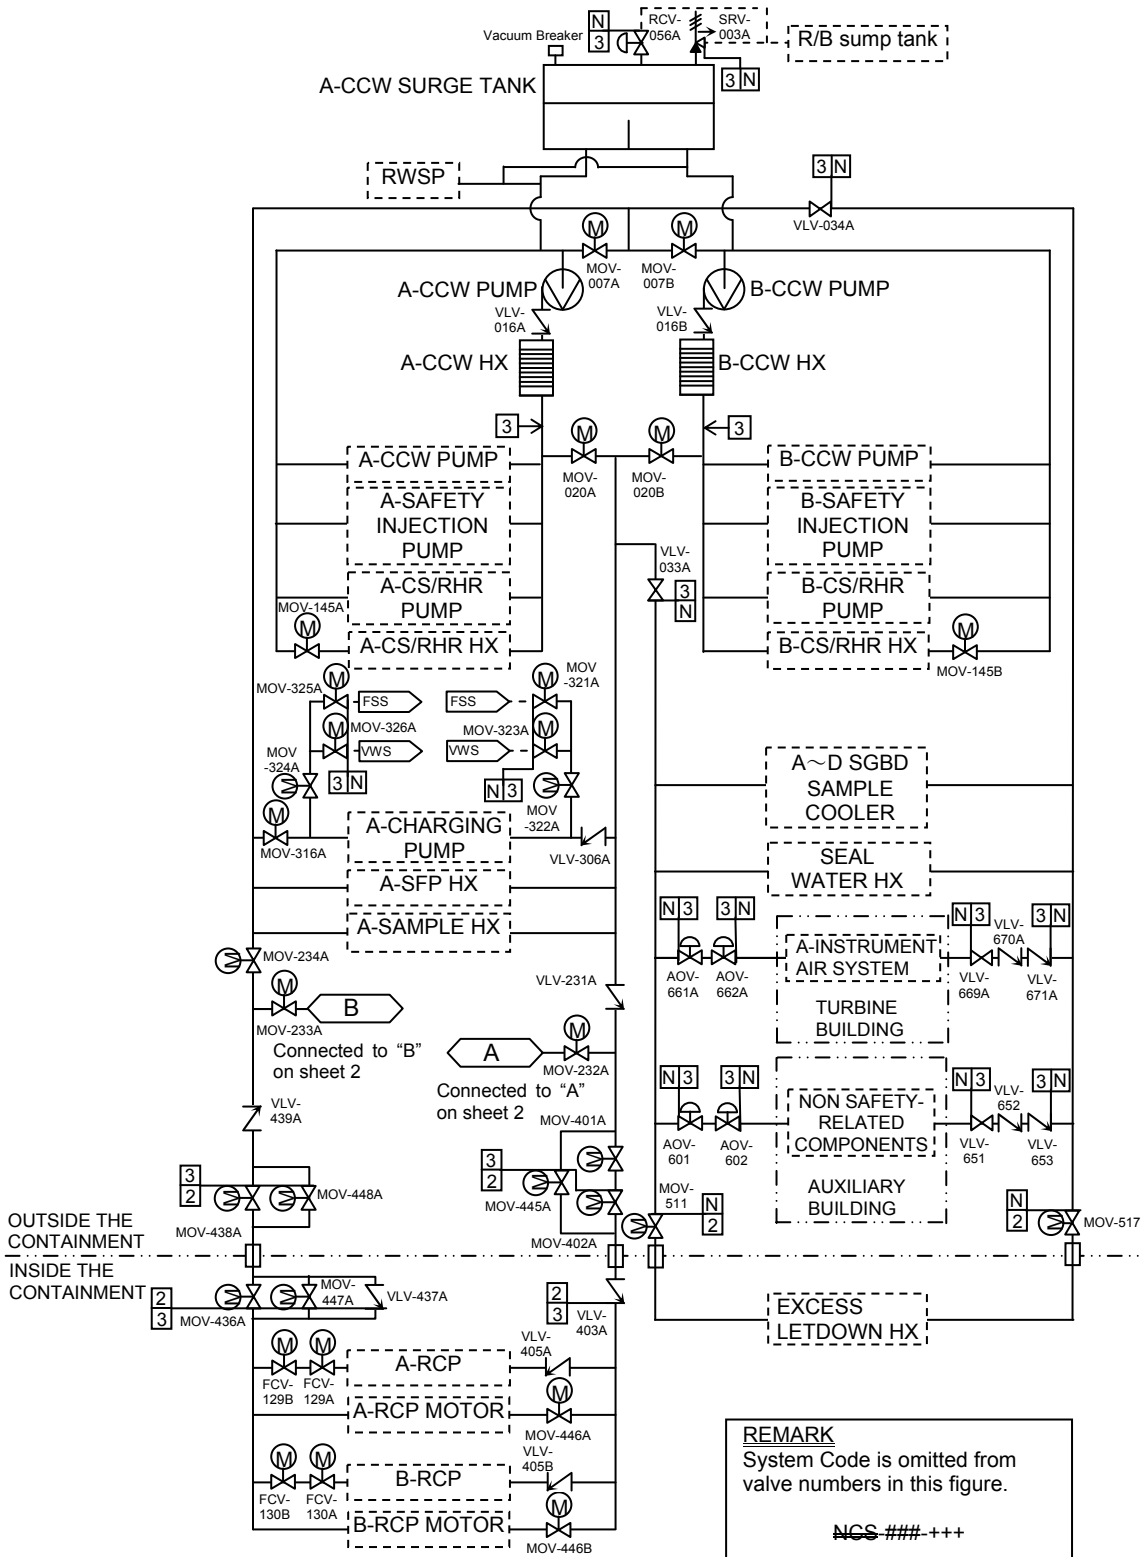 N
3
RCV-
056A
SRV-
003A
R/B sump tank
Vacuum Breaker
3 N
A-CCW SURGE TANK
RWSP
3 N
VLV-034A
M
M
MOV-
007A
MOV-
007B
A-CCW PUMP
B-CCW PUMP
VLV-
016A
VLV-
016B
A-CCW HX
B-CCW HX
3
3
M
M
MOV-
020A
MOV-
020B
A-CCW PUMP
B-CCW PUMP
A-SAFETY
INJECTION
PUMP
B-SAFETY
INJECTION
PUMP
VLV-
033A
3
N
A-CS/RHR
PUMP
B-CS/RHR
PUMP
MOV-145A
M
A-CS/RHR HX
B-CS/RHR HX
M
MOV-145B
MOV-325A
M
FSS
FSS
M
MOV
-321A
M
MOV-326A
VWS
MOV-323A
VWS
M
MOV
-324A
3 N
N 3
MOV
-322A
M
MOV-316A
A-CHARGING
PUMP
VLV-306A
A-SFP HX
A-SAMPLE HX
A~D SGBD
SAMPLE
COOLER
SEAL
WATER HX
MOV-234A
M
MOV-233A
B
Connected to "B"
on sheet 2
VLV-231A
A
M
MOV-232A
Connected to "A"
on sheet 2
N 3
3 N
AOV-
661A
AOV-
662A
A-INSTRUMENT
AIR SYSTEM
TURBINE
BUILDING
N 3
VLV-
670A
3 N
VLV-
669A
VLV-
671A
N 3
3 N
AOV-
601
AOV-
602
NON SAFETY-
RELATED
COMPONENTS
AUXILIARY
BUILDING
N 3
VLV-
652
3 N
VLV-
651
VLV-
653
VLV-
439A
MOV-401A
3
2
MOV-448A
MOV-438A
3
2
MOV-445A
MOV-402A
MOV-
511
N
2
N
2
MOV-517
OUTSIDE THE
CONTAINMENT
INSIDE THE
CONTAINMENT
2
3
MOV-436A
MOV-
447A
VLV-437A
2
3
VLV-
403A
EXCESS
LETDOWN HX
M
M
FCV-
129B
FCV-
129A
A-RCP
VLV-
405A
A-RCP MOTOR
M
MOV-446A
M
M
FCV-
130B
FCV-
130A
B-RCP
VLV-
405B
B-RCP MOTOR
M
MOV-446B
REMARK
System Code is omitted from
valve numbers in this figure.
NCS-###-+++